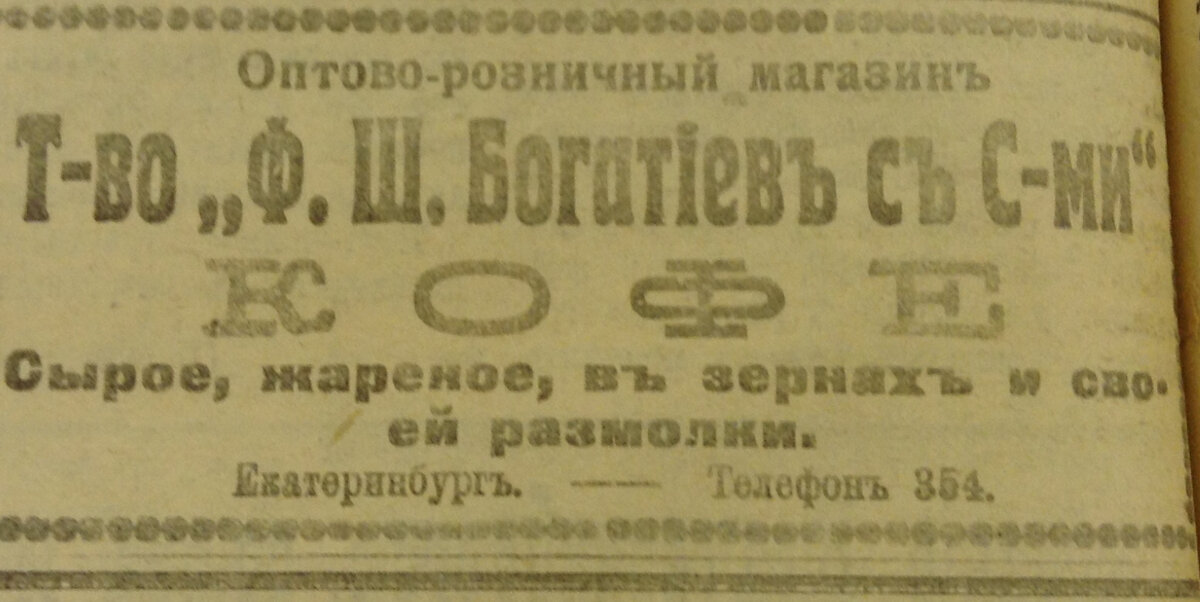 Оптово-розничный магазинъ
Т-во „Ф. Ш. Богатіевъ съ С-ми“
КОФЕ
Сырое, жареное, въ зернахъ и сво-
ей размолки.
Екатеринбургъ. —— Телефонъ 354.